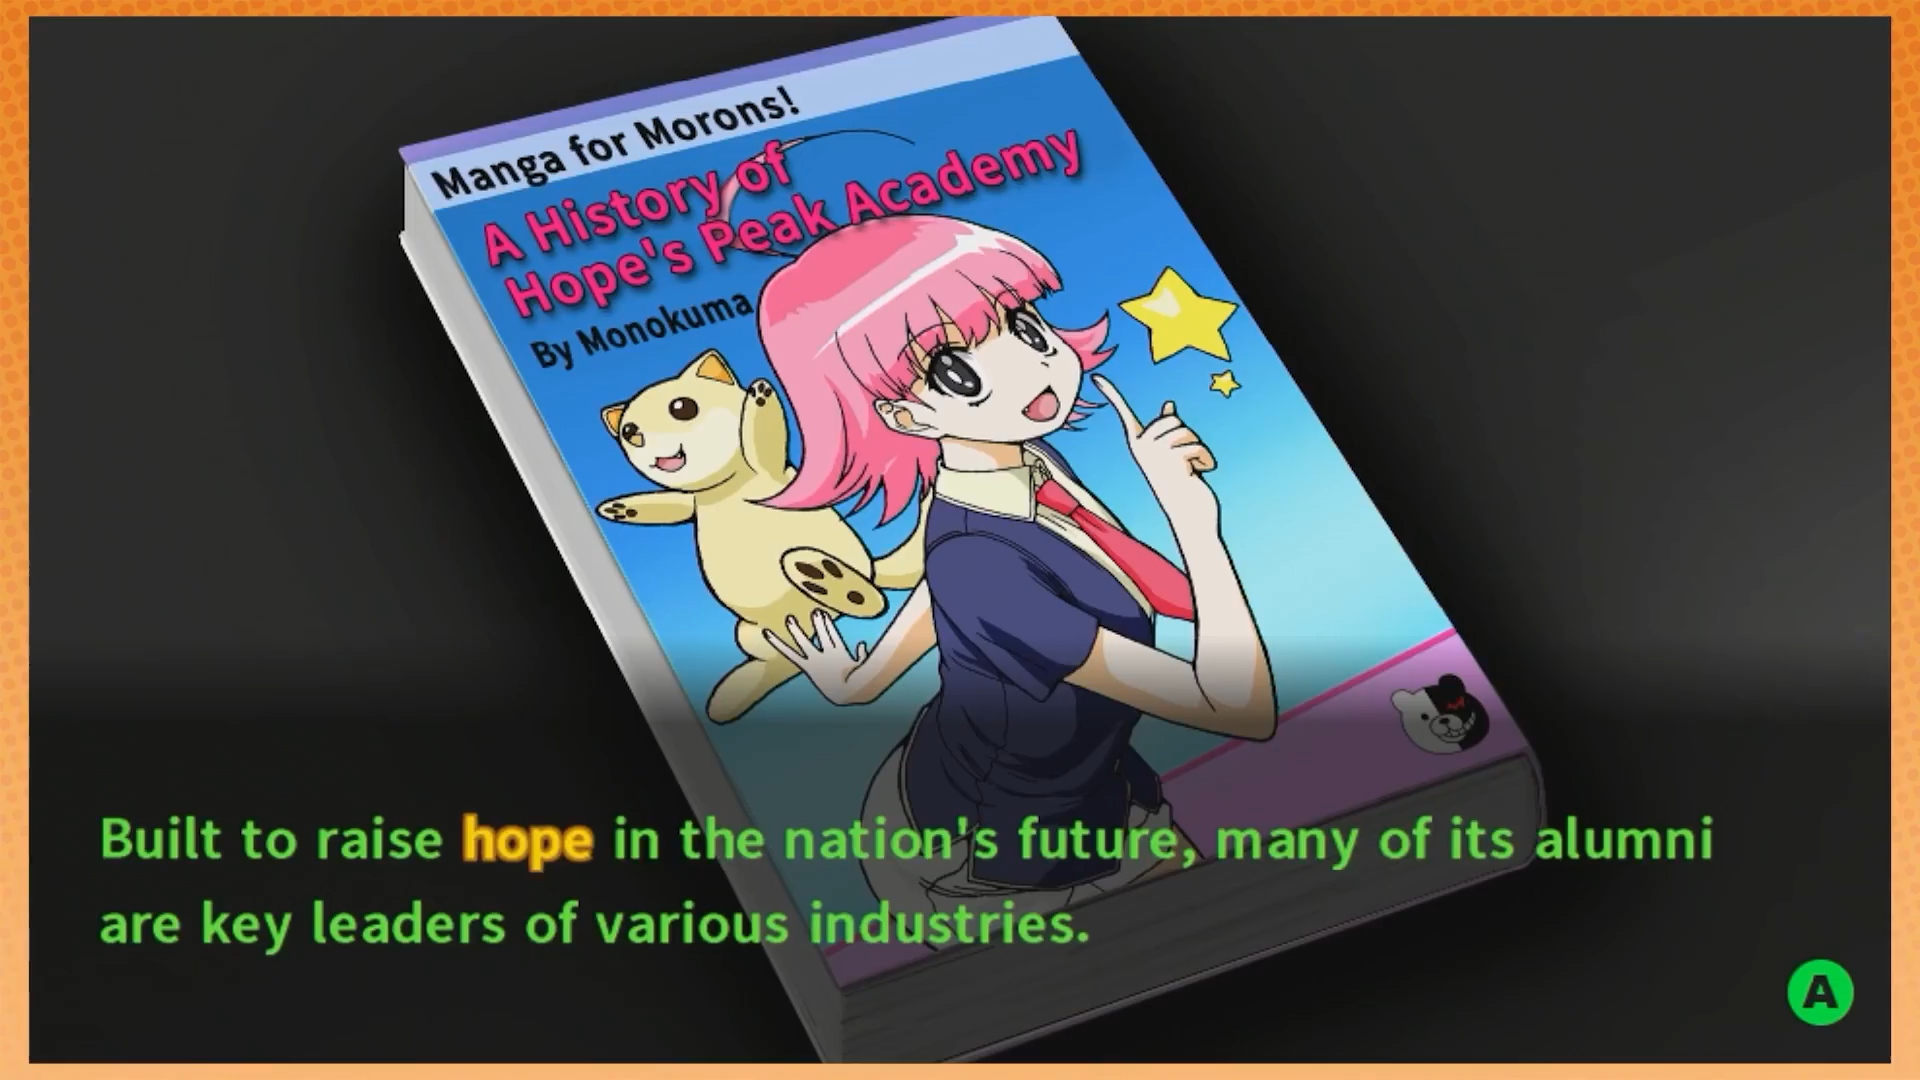 Manga for Morons!
A History of
Hope's Peak Academy
By Monokuma
Built to raise hope in the nation's future, many of its alumni
are key leaders of various industries.
A